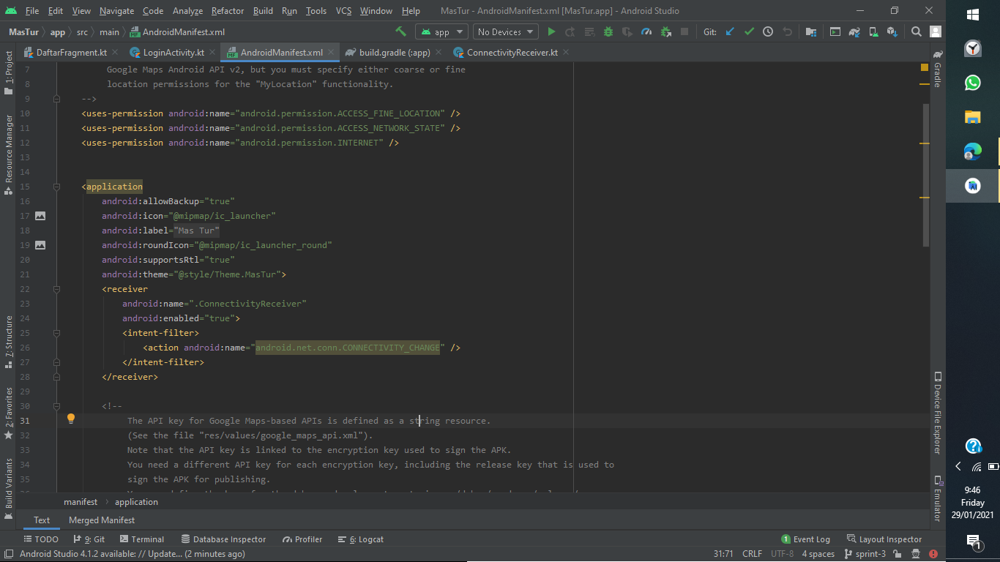 File Edit View Navigate Code Analyze Refactor Build Run Tools VCS Window Help MasTur - AndroidManifest.xml [MasTur.app] - Android Studio
MasTur app src main AndroidManifest.xml app No Devices Git:
DaftarFragment.kt LoginActivity.kt AndroidManifest.xml build.gradle (:app) ConnectivityReceiver.kt
1: Project
Resource Manager
7: Structure
2: Favorites
Build Variants
7 Google Maps Android API v2, but you must specify either coarse or fine
8 location permissions for the "MyLocation" functionality.
9 -->
10 <uses-permission android:name="android.permission.ACCESS_FINE_LOCATION" />
11 <uses-permission android:name="android.permission.ACCESS_NETWORK_STATE" />
12 <uses-permission android:name="android.permission.INTERNET" />
13
14
15 <application
16 android:allowBackup="true"
17 android:icon="@mipmap/ic_launcher"
18 android:label="Mas Tur"
19 android:roundIcon="@mipmap/ic_launcher_round"
20 android:supportsRtl="true"
21 android:theme="@style/Theme.MasTur">
22 <receiver
23 android:name=".ConnectivityReceiver"
24 android:enabled="true">
25 <intent-filter>
26 <action android:name="android.net.conn.CONNECTIVITY_CHANGE" />
27 </intent-filter>
28 </receiver>
29
30 <!--
31 The API key for Google Maps-based APIs is defined as a string resource.
32 (See the file "res/values/google_maps_api.xml").
33 Note that the API key is linked to the encryption key used to sign the APK.
34 You need a different API key for each encryption key, including the release key that is used to
35 sign the APK for publishing.
Gradle
Device File Explorer
Emulator
manifest application
Text Merged Manifest
TODO 9: Git Terminal Database Inspector Profiler 6: Logcat 1 Event Log Layout Inspector
Android Studio 4.1.2 available: // Update... (2 minutes ago) 31:71 CRLF UTF-8 4 spaces sprint-3
9:46
Friday
29/01/2021
1